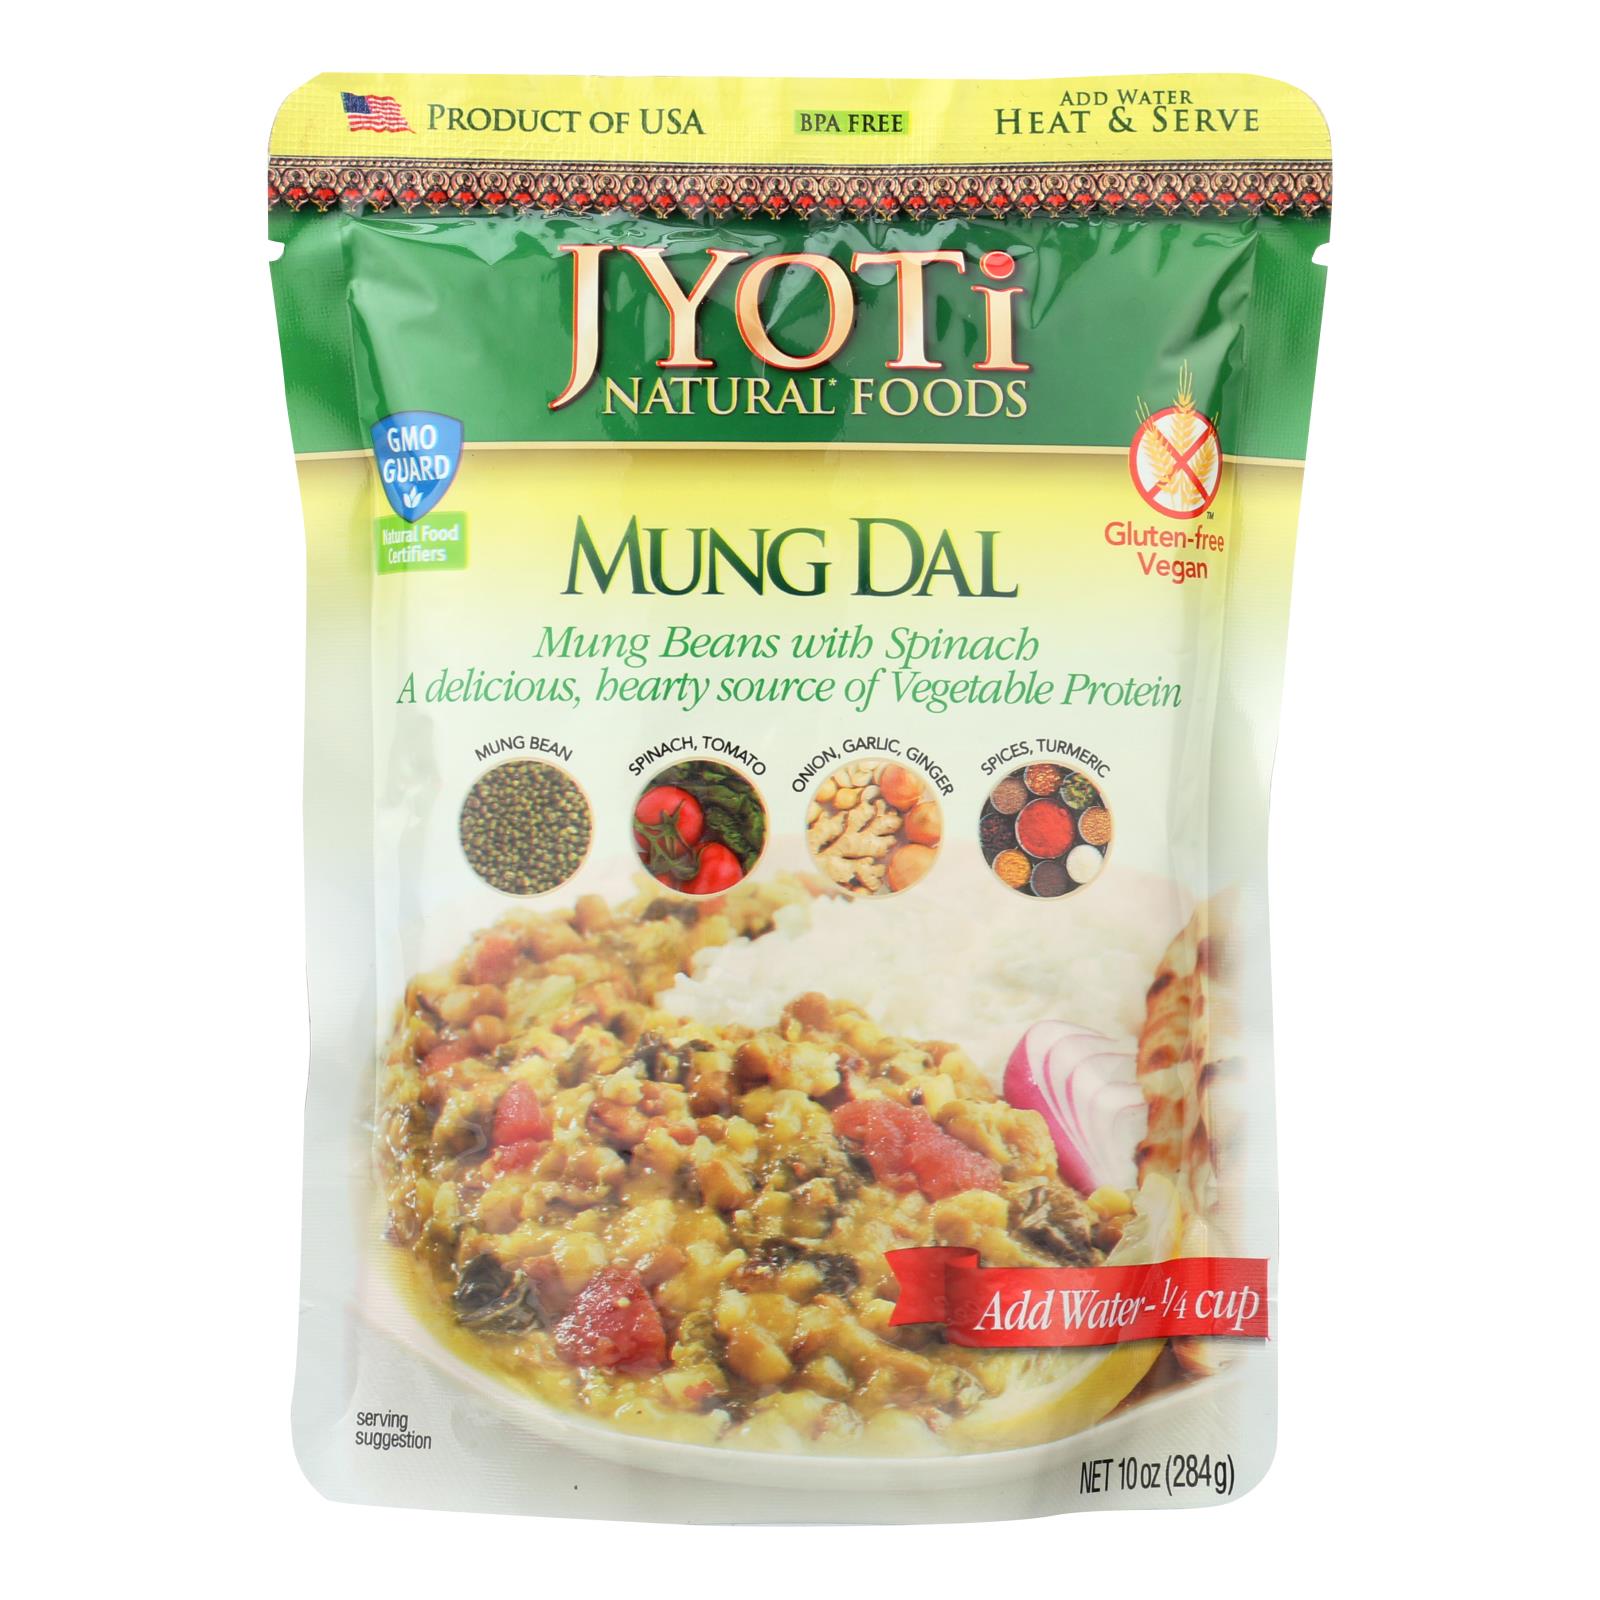 PRODUCT OF USA
BPA FREE
ADD WATER
HEAT & SERVE
JYOTi
NATURAL* FOODS
GMO
GUARD
Natural Food
Certifiers
TM
Gluten-free
Vegan
MUNG DAL
Mung Beans with Spinach
A delicious, hearty source of Vegetable Protein
MUNG BEAN
SPINACH, TOMATO
ONION, GARLIC, GINGER
SPICES, TURMERIC
Add Water- 1/4 cup
serving
suggestion
NET 10 oz (284g)